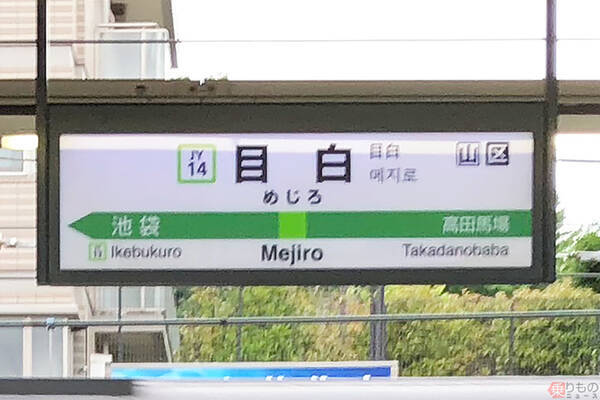 JY
14
目白
目白
메지로
山 区
めじろ
池袋
高田馬場
Ikebukuro
Mejiro
Takadanobaba
乗りもの
ニュース